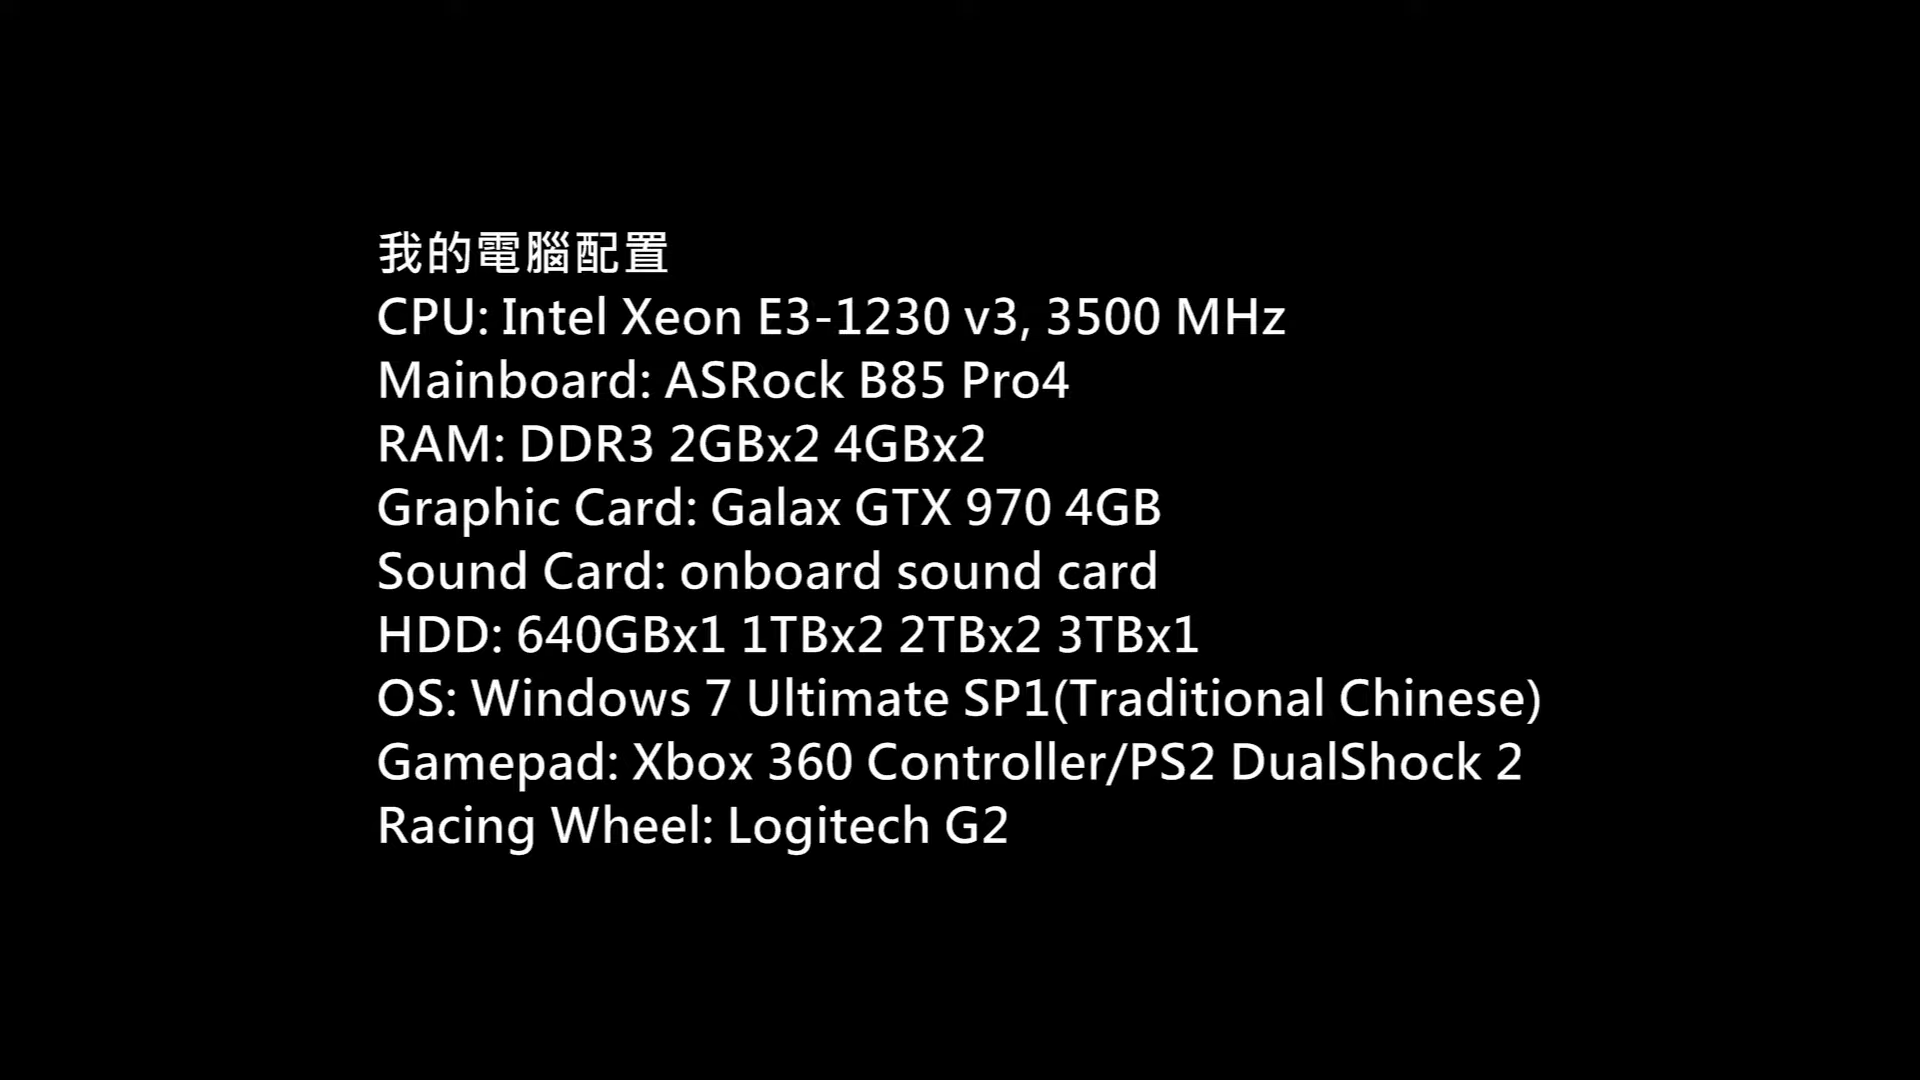 我的電腦配置
CPU: Intel Xeon E3-1230 v3, 3500 MHz
Mainboard: ASRock B85 Pro4
RAM: DDR3 2GBx2 4GBx2
Graphic Card: Galax GTX 970 4GB
Sound Card: onboard sound card
HDD: 640GBx1 1TBx2 2TBx2 3TBx1
OS: Windows 7 Ultimate SP1(Traditional Chinese)
Gamepad: Xbox 360 Controller/PS2 DualShock 2
Racing Wheel: Logitech G2